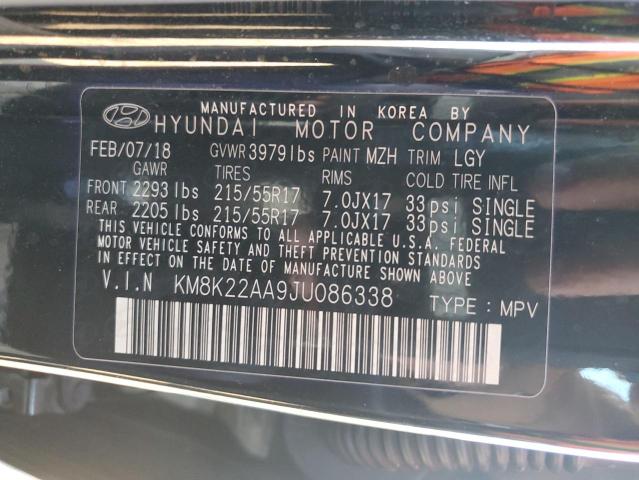 MANUFACTURED IN KOREA BY
HYUNDAI MOTOR COMPANY
FEB/07/18 GVWR 3979lbs PAINT MZH TRIM LGY
GAWR TIRES RIMS COLD TIRE INFL
FRONT 2293 lbs 215/55R17 7.0JX17 33psi SINGLE
REAR 2205 lbs 215/55R17 7.0JX17 33psi SINGLE
THIS VEHICLE CONFORMS TO ALL APPLICABLE U.S.A. FEDERAL
MOTOR VEHICLE SAFETY AND THEFT PREVENTION STANDARDS
IN EFFECT ON THE DATE OF MANUFACTURE SHOWN ABOVE.
V.I.N KM8K22AA9JU086338 TYPE : MPV